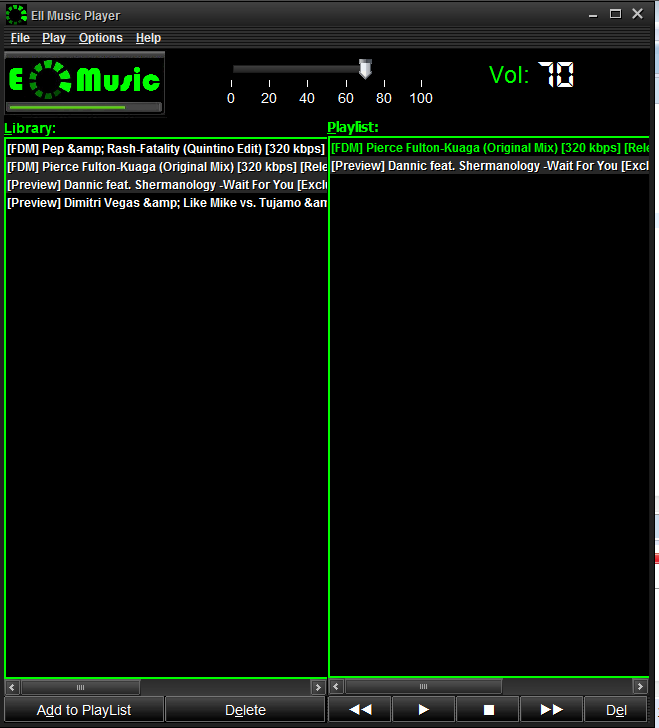 Ell Music Player
File Play Options Help
E Music
0 20 40 60 80 100
Vol: 70
Library:
[FDM] Pep &amp; Rash-Fatality (Quintino Edit) [320 kbps]
[FDM] Pierce Fulton-Kuaga (Original Mix) [320 kbps] [Rele
[Preview] Dannic feat. Shermanology -Wait For You [Exclu
[Preview] Dimitri Vegas &amp; Like Mike vs. Tujamo &am
Playlist:
[FDM] Pierce Fulton-Kuaga (Original Mix) [320 kbps] [Rele
[Preview] Dannic feat. Shermanology -Wait For You [Excl
Add to PlayList
Delete
Del